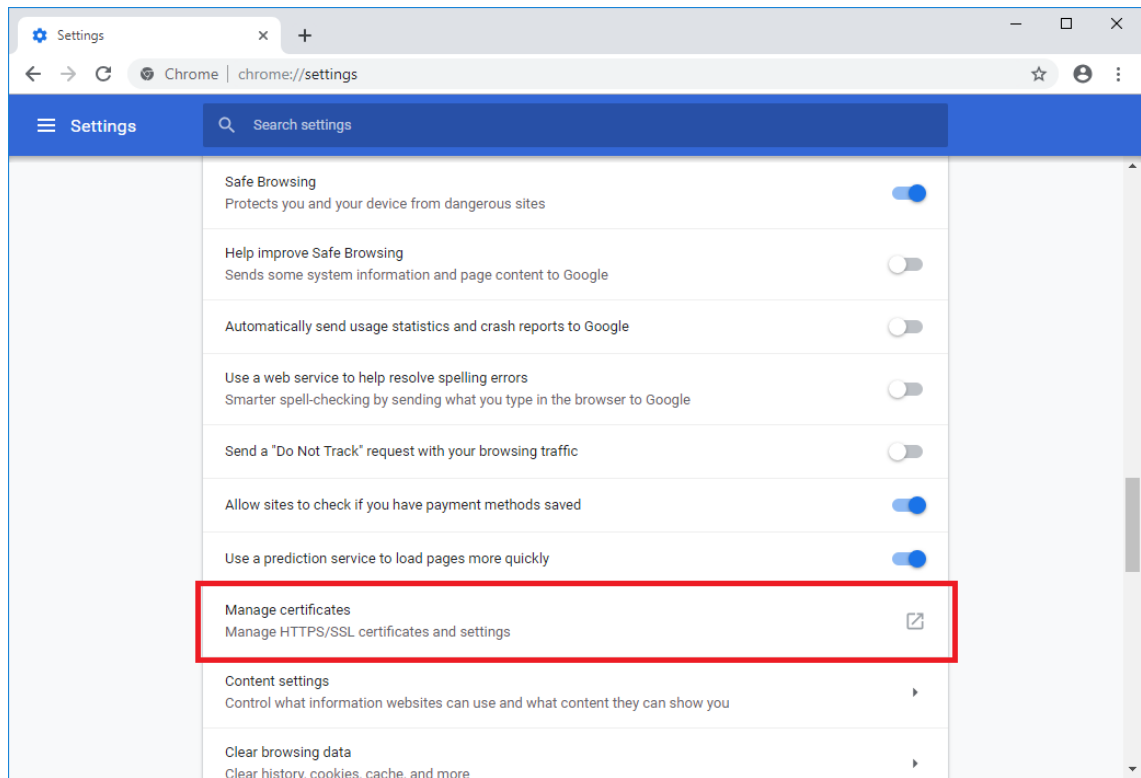 Settings
Chrome | chrome://settings
Settings
Search settings
Safe Browsing
Protects you and your device from dangerous sites
Help improve Safe Browsing
Sends some system information and page content to Google
Automatically send usage statistics and crash reports to Google
Use a web service to help resolve spelling errors
Smarter spell-checking by sending what you type in the browser to Google
Send a "Do Not Track" request with your browsing traffic
Allow sites to check if you have payment methods saved
Use a prediction service to load pages more quickly
Manage certificates
Manage HTTPS/SSL certificates and settings
Content settings
Control what information websites can use and what content they can show you
Clear browsing data
Clear history, cookies, cache, and more